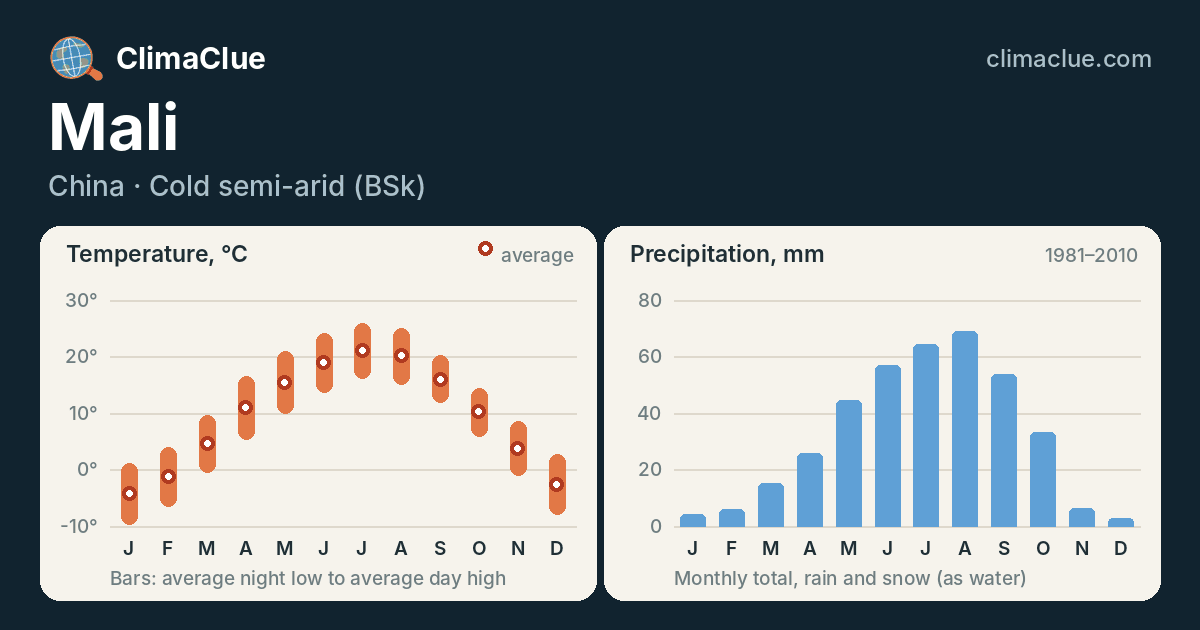 ClimaClue
climaclue.com
Mali
China · Cold semi-arid (BSk)
Temperature, °C
average
30°
20°
10°
0°
-10°
J F M A M J J A S O N D
Bars: average night low to average day high
Precipitation, mm
1981–2010
80
60
40
20
0
J F M A M J J A S O N D
Monthly total, rain and snow (as water)